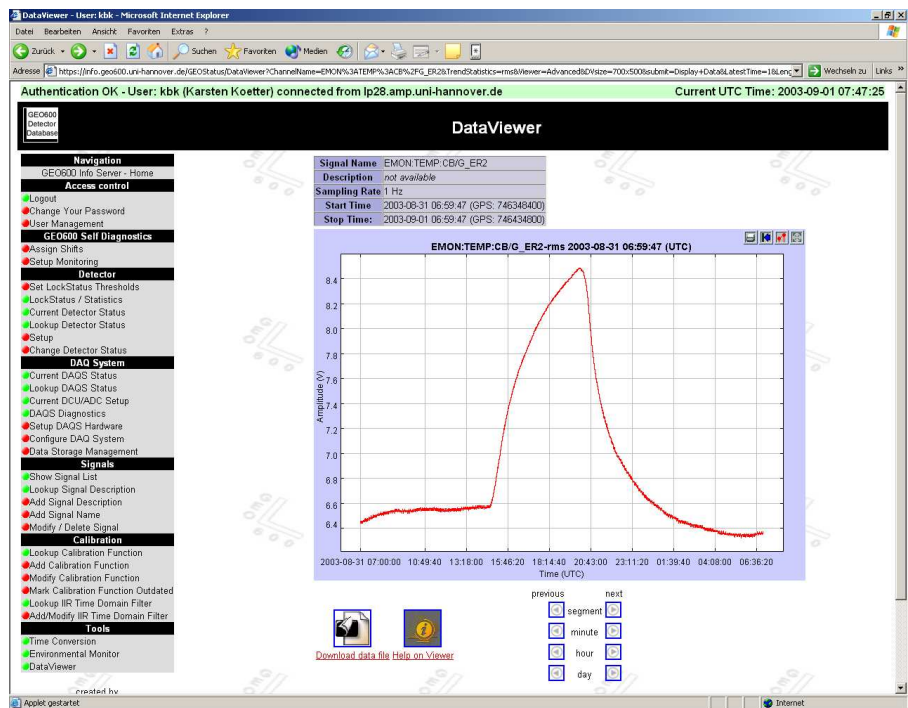 DataViewer - User: kbk - Microsoft Internet Explorer
Datei Bearbeiten Ansicht Favoriten Extras ?
Zurück Suchen Favoriten Medien
Adresse https://info.geo600.uni-hannover.de/GEOStatus/DataViewer?ChannelName=EMON%3ATEMP%3ACB%2FG_ER2&TrendStatistics=rms&Viewer=Advanced&DVsize=700x500&submit=Display+Data&LatestTime=1&Leng Wechseln zu Links »
Authentication OK - User: kbk (Karsten Koetter) connected from lp28.amp.uni-hannover.de Current UTC Time: 2003-09-01 07:47:25
GEO600
Detector
Database
DataViewer
Navigation
GEO600 Info Server - Home
Access control
Logout
Change Your Password
User Management
GEO600 Self Diagnostics
Assign Shifts
Setup Monitoring
Detector
Set LockStatus Thresholds
LockStatus / Statistics
Current Detector Status
Lookup Detector Status
Setup
Change Detector Status
DAQ System
Current DAQS Status
Lookup DAQS Status
Current DCU/ADC Setup
DAQS Diagnostics
Setup DAQS Hardware
Configure DAQ System
Data Storage Management
Signals
Show Signal List
Lookup Signal Description
Add Signal Description
Add Signal Name
Modify / Delete Signal
Calibration
Lookup Calibration Function
Add Calibration Function
Modify Calibration Function
Mark Calibration Function Outdated
Lookup IIR Time Domain Filter
Add/Modify IIR Time Domain Filter
Tools
Time Conversion
Environmental Monitor
DataViewer
created by
Signal Name EMON:TEMP:CB/G_ER2
Description not available
Sampling Rate 1 Hz
Start Time 2003-08-31 06:59:47 (GPS: 746348400)
Stop Time: 2003-09-01 06:59:47 (GPS: 746434800)
EMON:TEMP:CB/G_ER2-rms 2003-08-31 06:59:47 (UTC)
Amplitude (V)
8.4
8.2
8.0
7.8
7.6
7.4
7.2
7.0
6.8
6.6
6.4
2003-08-31 07:00:00 10:49:40 13:18:00 15:46:20 18:14:40 20:43:00 23:11:20 01:39:40 04:08:00 06:36:20
Time (UTC)
previous next
segment
minute
hour
day
Download data file Help on Viewer
Applet gestartet Internet